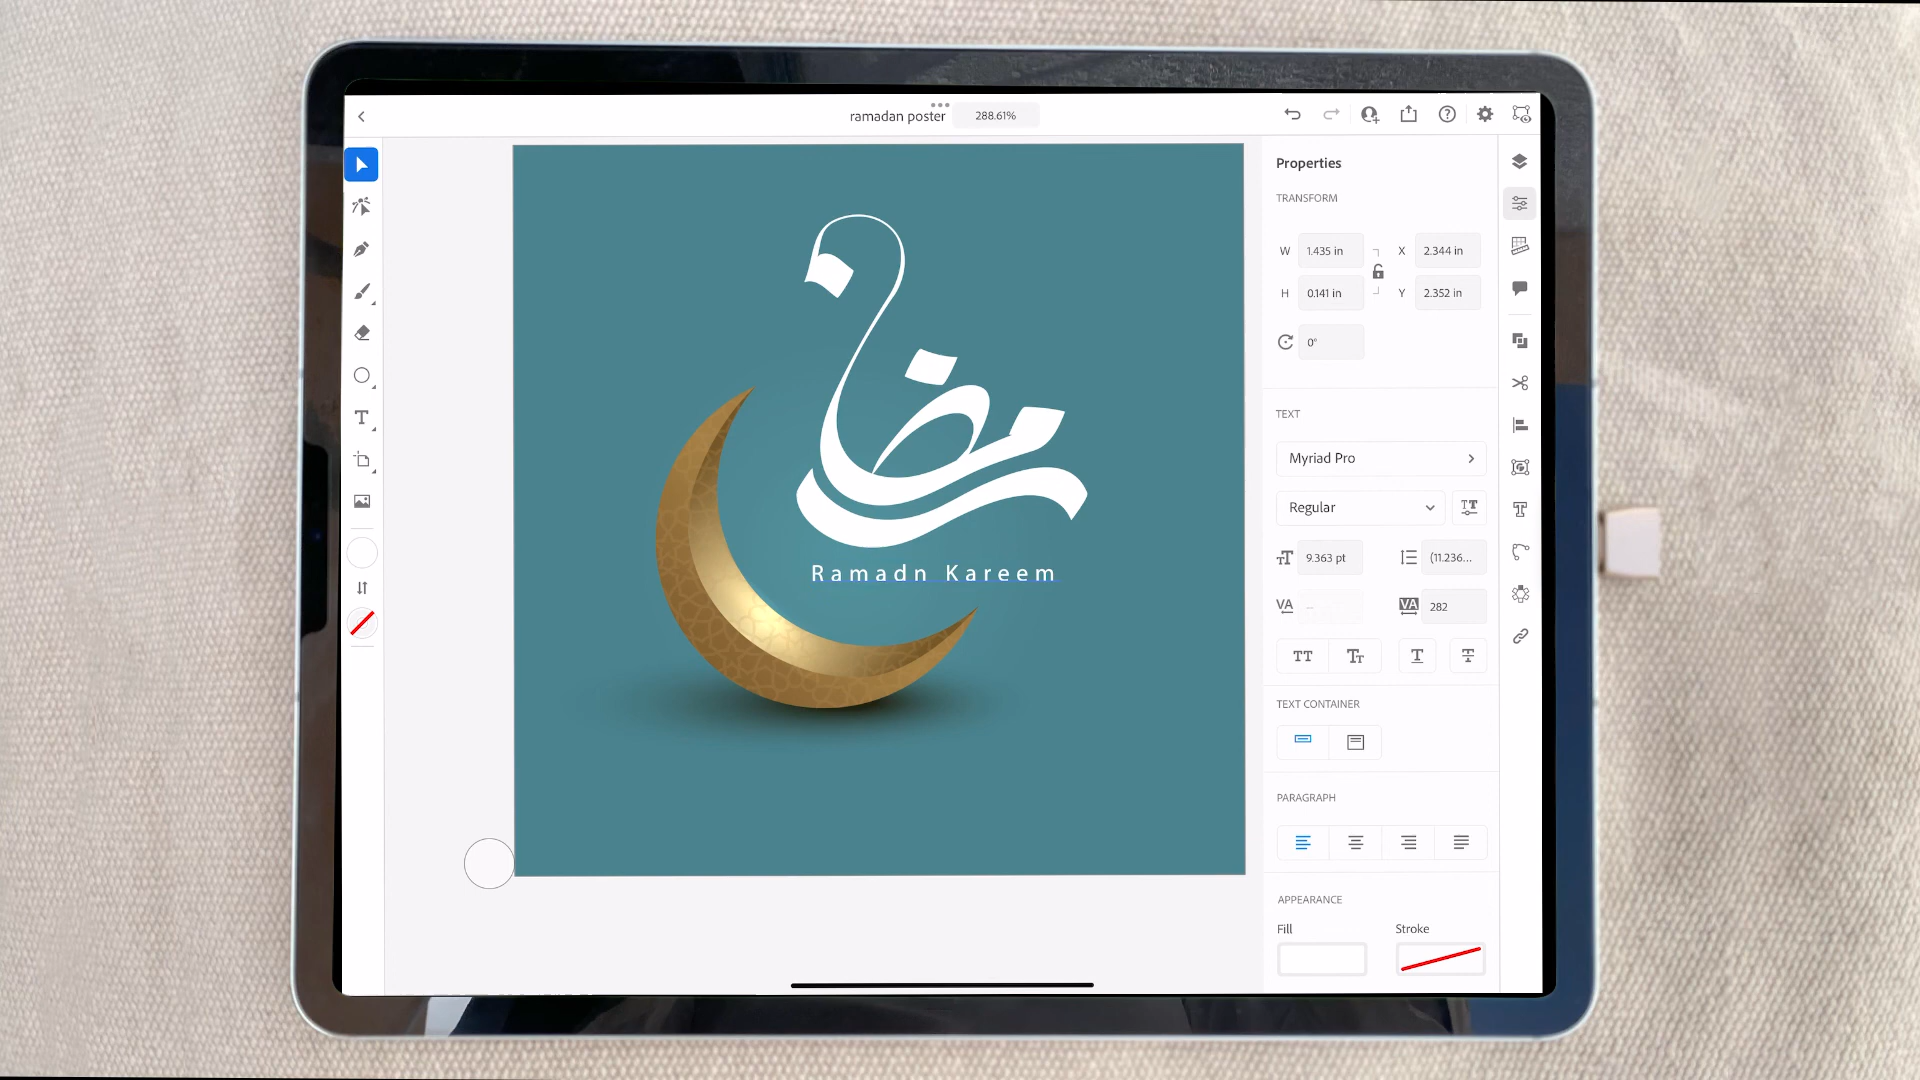 ramadan poster 288.61%
Properties
TRANSFORM
W 1.435 in X 2.344 in
H 0.141 in Y 2.352 in
0°
TEXT
رمضان
Myriad Pro
Regular
Ramadn Kareem
9.363 pt (11.236...
VA -- VA 282
TT Tт T T
TEXT CONTAINER
PARAGRAPH
APPEARANCE
Fill Stroke